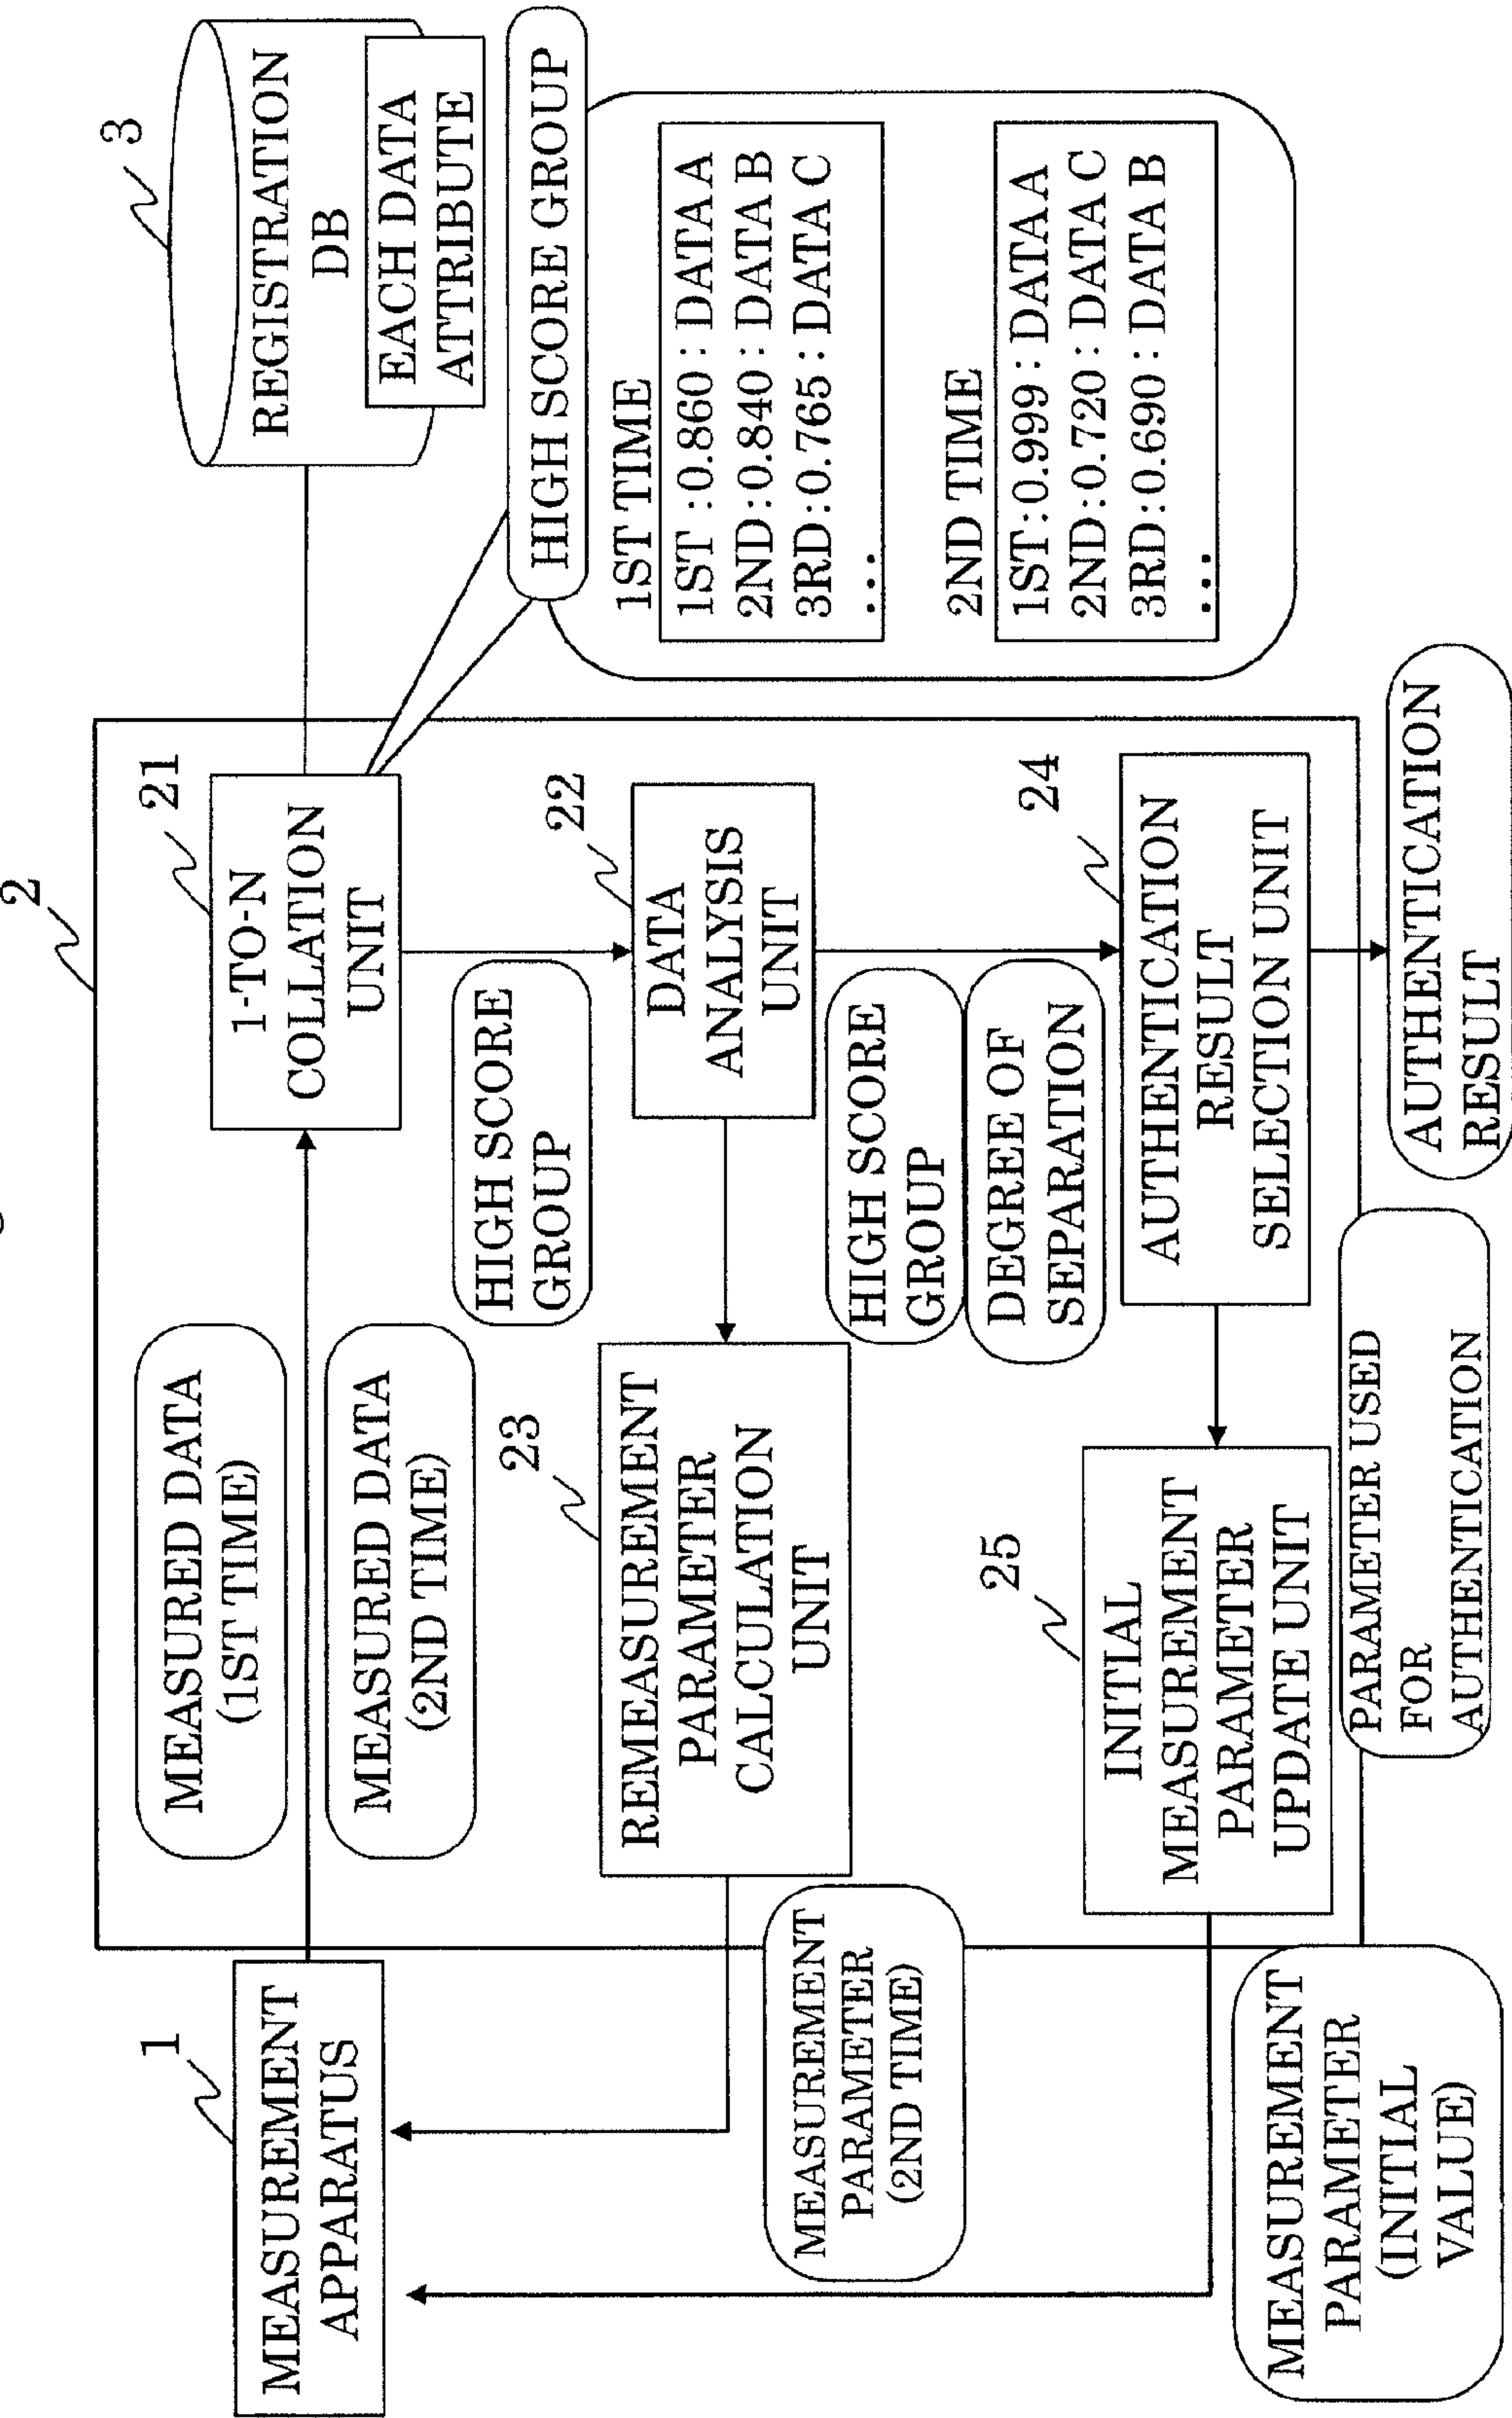 2
3
1
MEASUREMENT
APPARATUS
MEASURED DATA
(1ST TIME)
MEASURED DATA
(2ND TIME)
21
1-TO-N
COLLATION
UNIT
REGISTRATION
DB
EACH DATA
ATTRIBUTE
HIGH SCORE GROUP
1ST TIME
1ST :0.860 : DATA A
2ND:0.840 : DATA B
3RD:0.765 : DATA C
...
2ND TIME
1ST:0.999 : DATA A
2ND:0.720 : DATA C
3RD:0.690 : DATA B
...
HIGH SCORE
GROUP
22
DATA
ANALYSIS
UNIT
23
REMEASUREMENT
PARAMETER
CALCULATION
UNIT
MEASUREMENT
PARAMETER
(2ND TIME)
HIGH SCORE
GROUP
DEGREE OF
SEPARATION
24
AUTHENTICATION
RESULT
SELECTION UNIT
25
INITIAL
MEASUREMENT
PARAMETER
UPDATE UNIT
PARAMETER USED
FOR
AUTHENTICATION
MEASUREMENT
PARAMETER
(INITIAL
VALUE)
AUTHENTICATION
RESULT